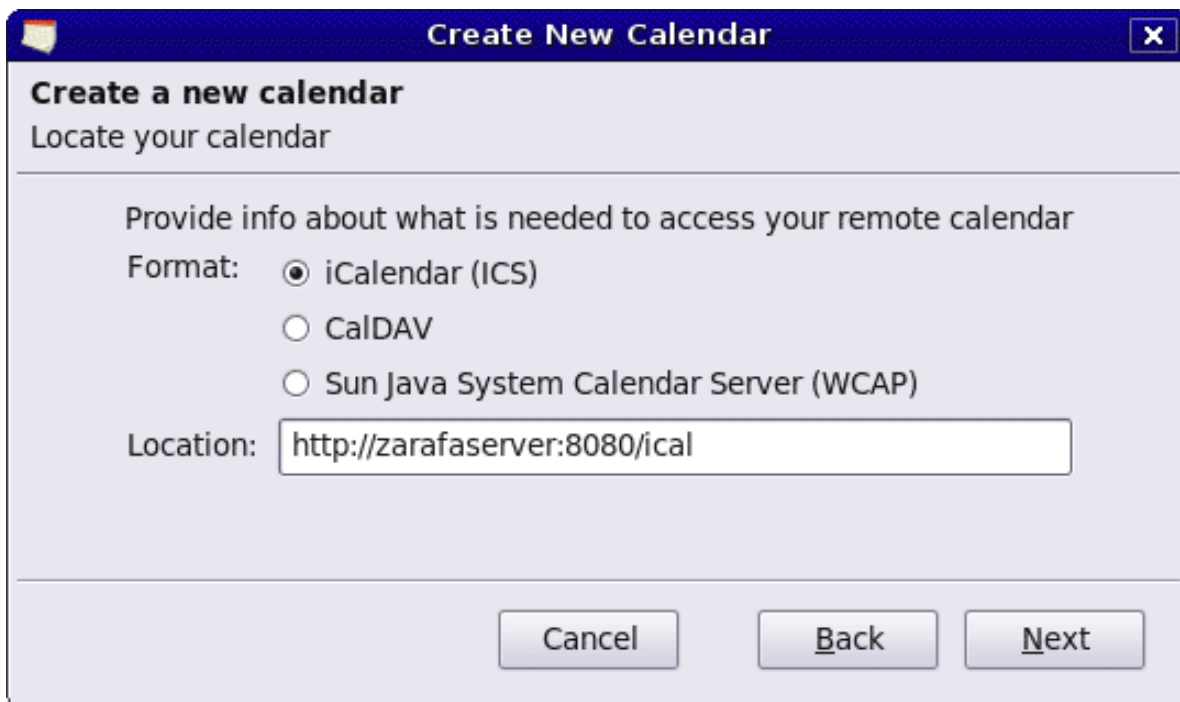 Create New Calendar
Create a new calendar
Locate your calendar
Provide info about what is needed to access your remote calendar
Format: iCalendar (ICS)
CalDAV
Sun Java System Calendar Server (WCAP)
Location: http://zarafaserver:8080/ical
Cancel Back Next